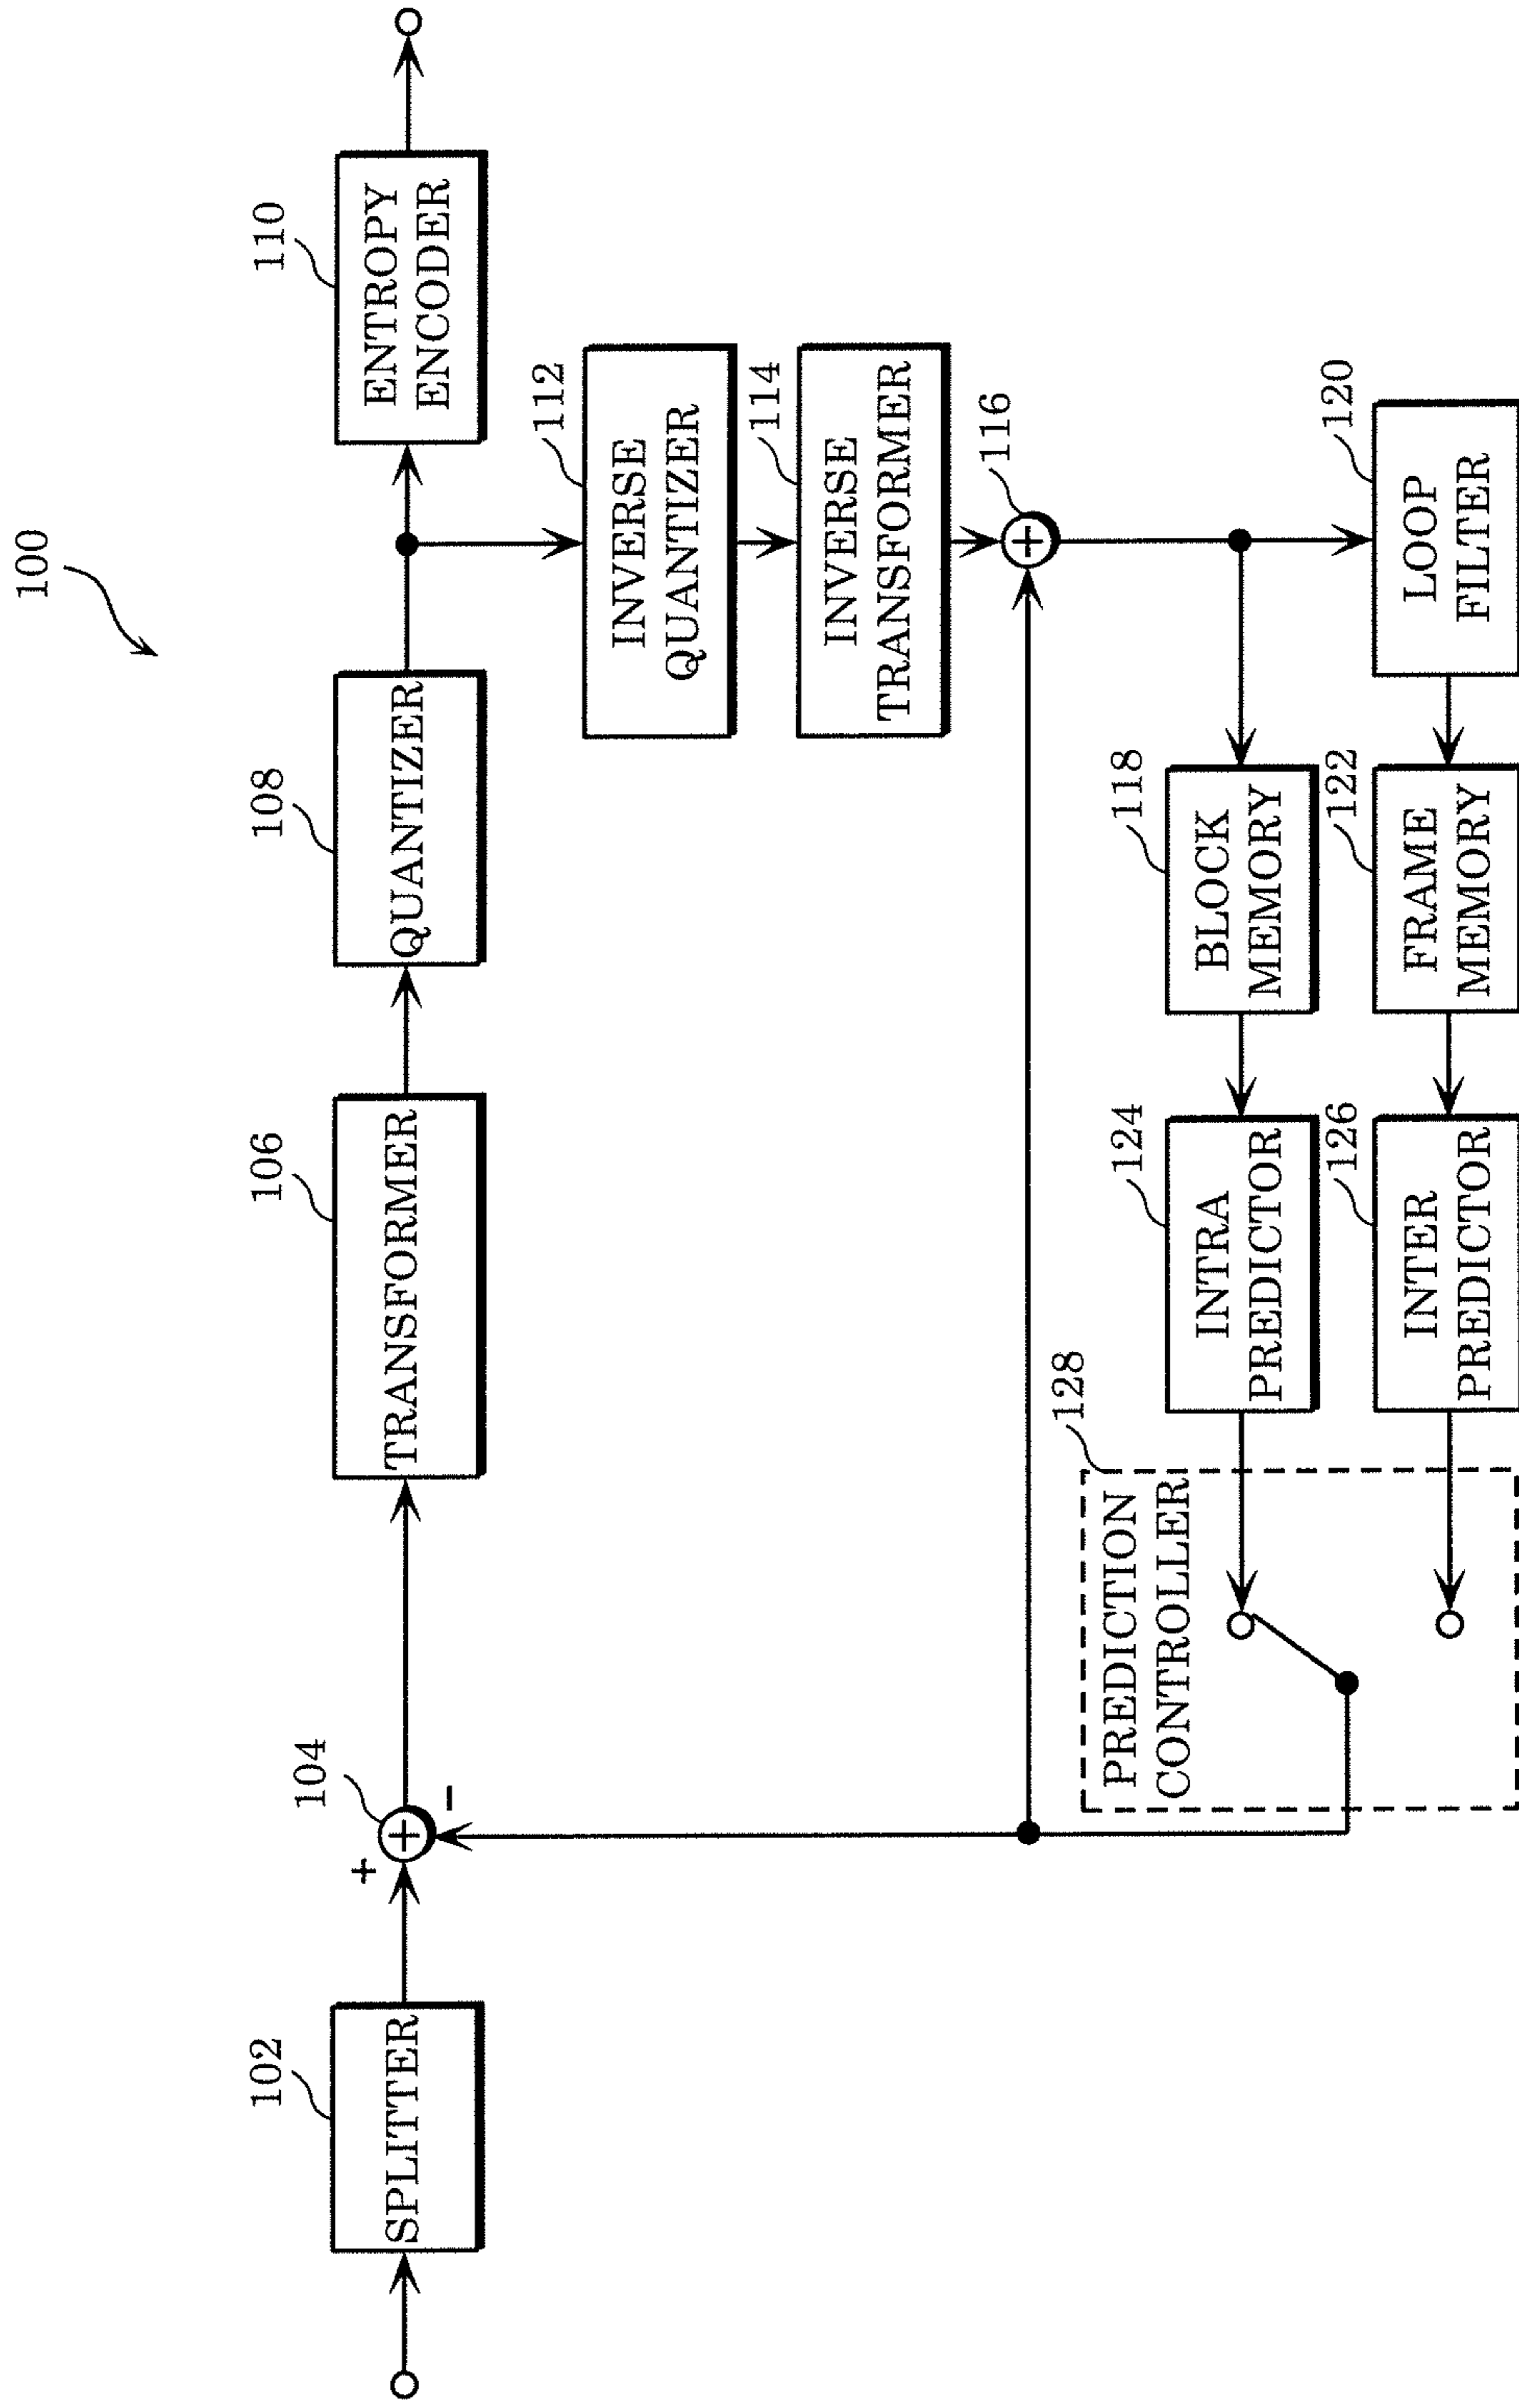 100
102
SPLITTER
104
+
−
106
TRANSFORMER
108
QUANTIZER
110
ENTROPY
ENCODER
112
INVERSE
QUANTIZER
114
INVERSE
TRANSFORMER
116
128
PREDICTION
CONTROLLER
124
INTRA
PREDICTOR
118
BLOCK
MEMORY
126
INTER
PREDICTOR
122
FRAME
MEMORY
120
LOOP
FILTER